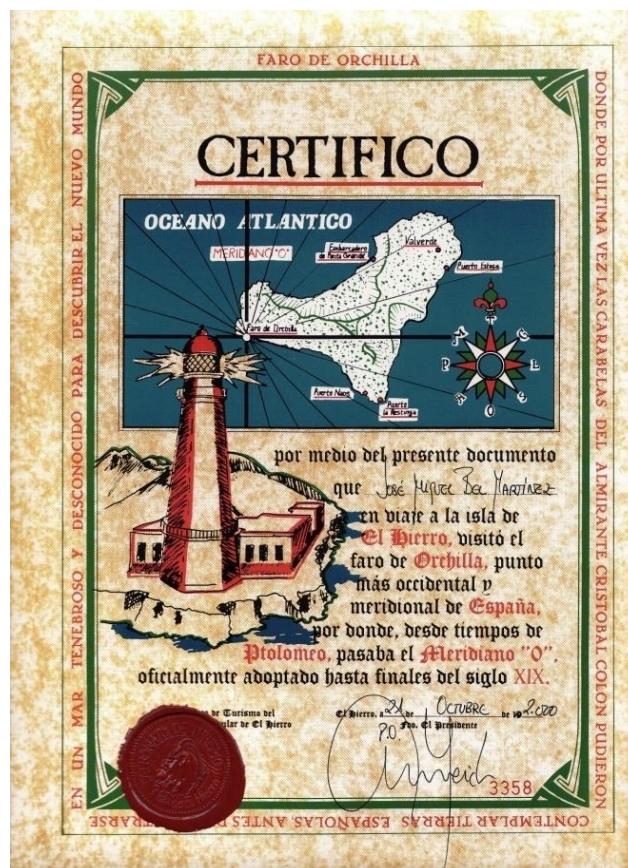 FARO DE ORCHILLA
DONDE POR ULTIMA VEZ LAS CARABELAS DEL ALMIRANTE CRISTOBAL COLON PUDIERON
CONTEMPLAR TIERRAS ESPAÑOLAS ANTES
EN UN MAR TENEBROSO Y DESCONOCIDO PARA DESCUBRIR EL NUEVO MUNDO
CERTIFICO
OCEANO ATLANTICO
MERIDIANO "O"
Embarcadero
de Punta Grande
Valverde
Puerto Estaca
Faro de Orchilla
Puerto Naos
Puerto
la Restinga
T
G
L
S
O
A
P
M
por medio del presente documento
que José Miguel Bel Martínez
en viaje a la isla de
El Hierro, visitó el
faro de Orchilla, punto
más occidental y
meridional de España,
por donde, desde tiempos de
Ptolomeo, pasaba el Meridiano "O",
oficialmente adoptado hasta finales del siglo XIX.
de Turismo del
El Hierro
El Hierro, a 21 de Octubre de 19 2.000
P.O. Fdo. El Presidente
3358